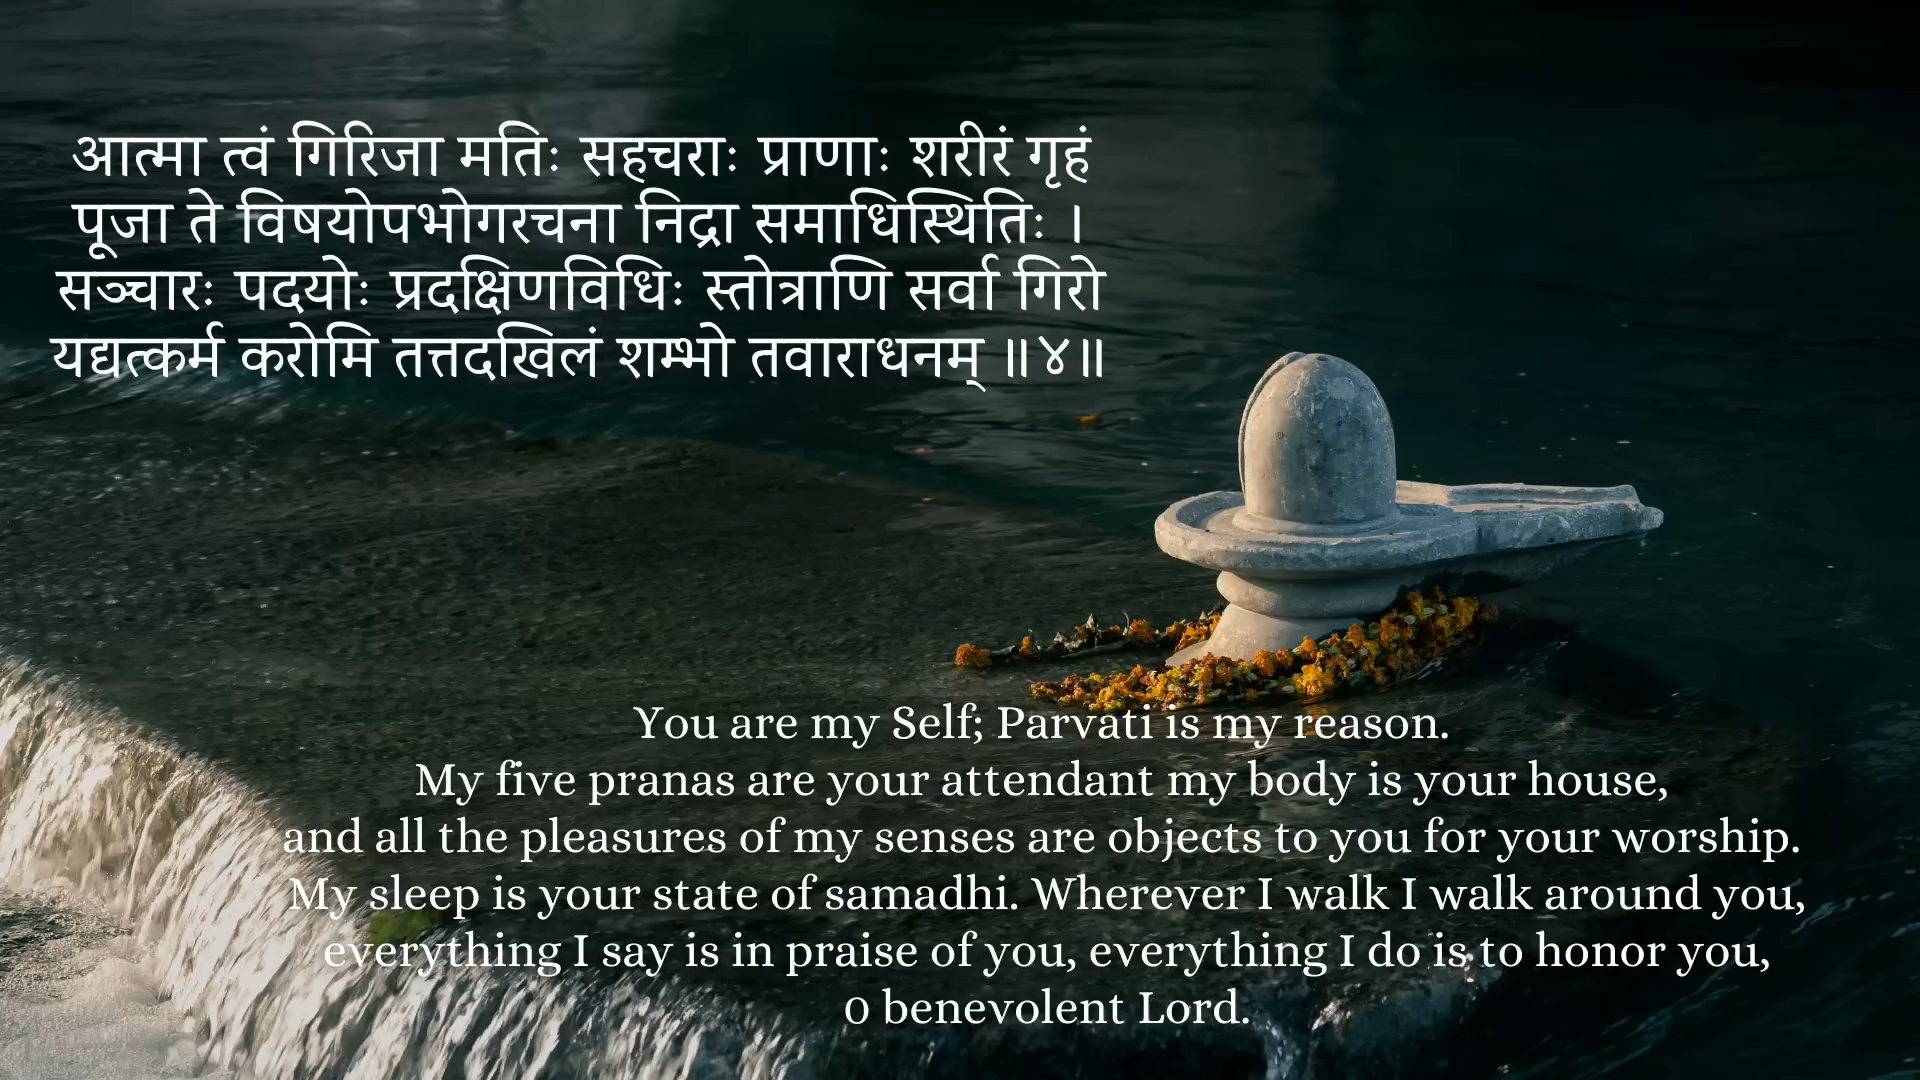 आत्मा त्वं गिरिजा मतिः सहचराः प्राणाः शरीरं गृहं
पूजा ते विषयोपभोगरचना निद्रा समाधिस्थितिः ।
सञ्चारः पदयोः प्रदक्षिणविधिः स्तोत्राणि सर्वा गिरो
यद्यत्कर्म करोमि तत्तदखिलं शम्भो तवाराधनम् ॥४॥
You are my Self; Parvati is my reason.
My five pranas are your attendant my body is your house,
and all the pleasures of my senses are objects to you for your worship.
My sleep is your state of samadhi. Wherever I walk I walk around you,
everything I say is in praise of you, everything I do is to honor you,
0 benevolent Lord.